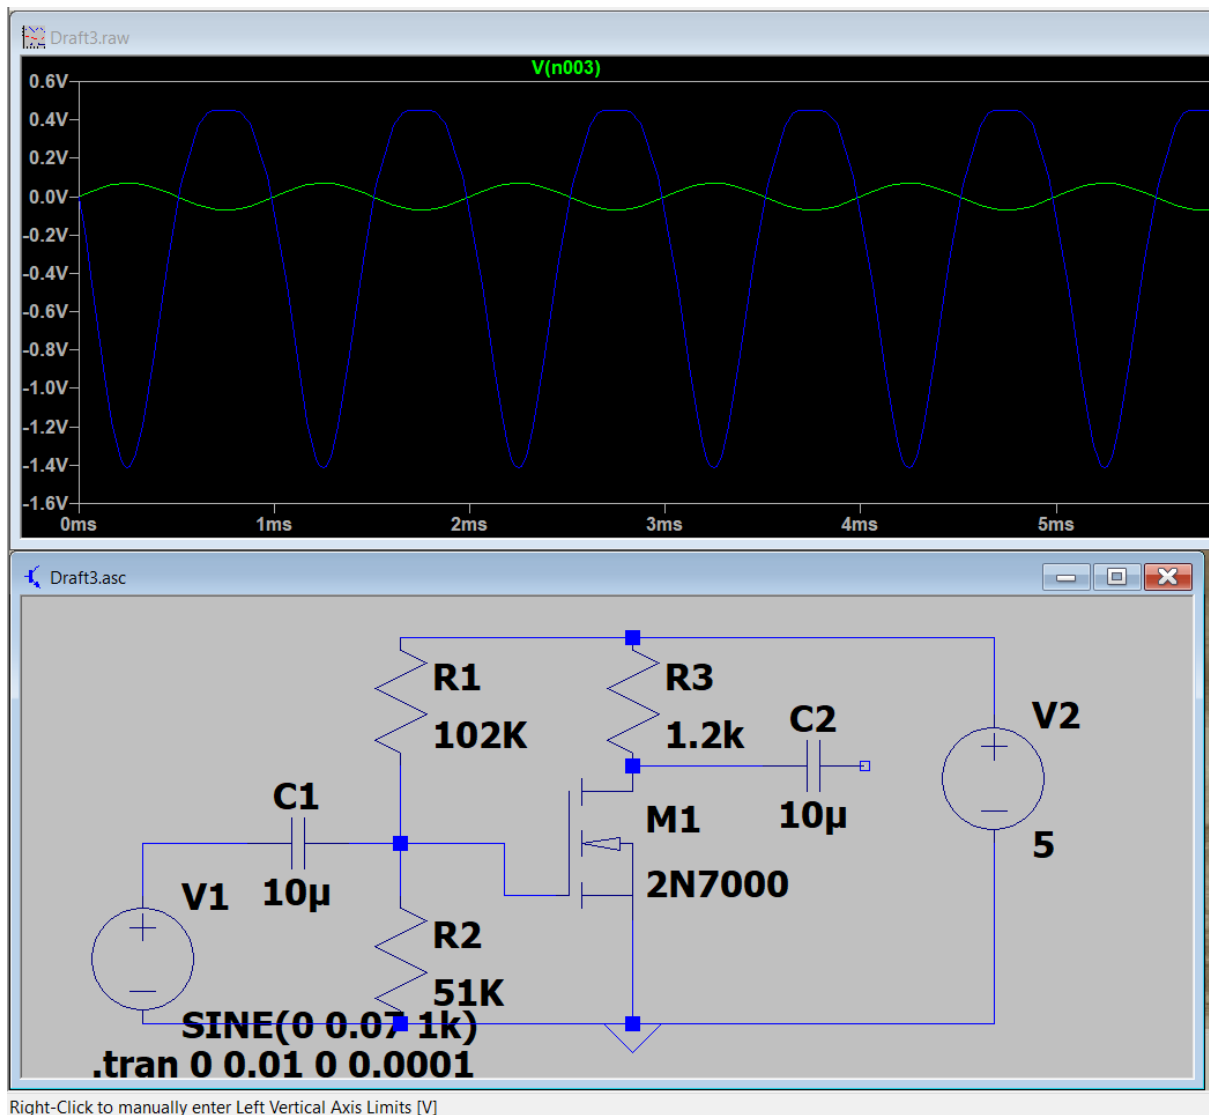 Draft3.raw
V(n003)
0.6V
0.4V
0.2V
0.0V
-0.2V
-0.4V
-0.6V
-0.8V
-1.0V
-1.2V
-1.4V
-1.6V
0ms 1ms 2ms 3ms 4ms 5ms
Draft3.asc
R1
102K
R3
1.2k
C2
10µ
V2
5
C1
10µ
M1
2N7000
V1
R2
51K
SINE(0 0.07 1k)
.tran 0 0.01 0 0.0001
Right-Click to manually enter Left Vertical Axis Limits [V]